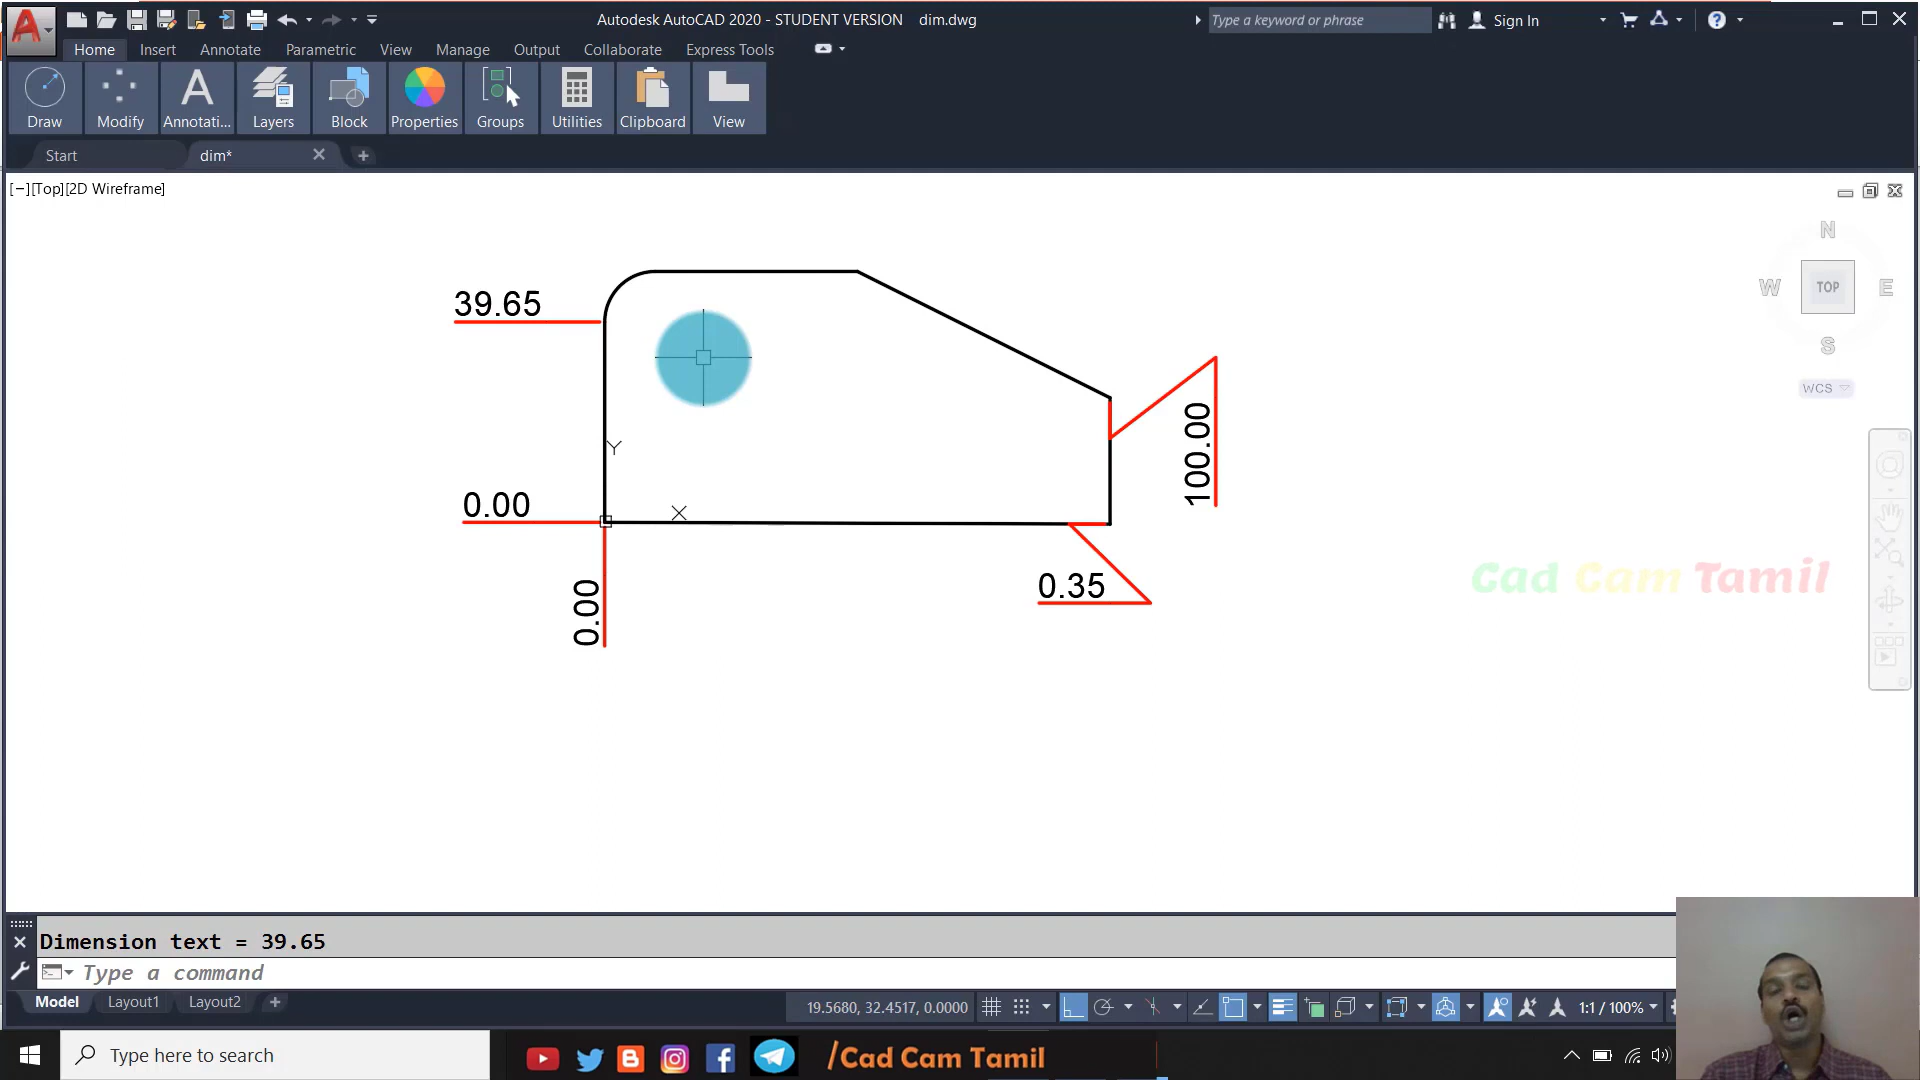 Autodesk AutoCAD 2020 - STUDENT VERSION dim.dwg
Type a keyword or phrase
Sign In
Home Insert Annotate Parametric View Manage Output Collaborate Express Tools
Draw Modify Annotati... Layers Block Properties Groups Utilities Clipboard View
Start dim*
[−][Top][2D Wireframe]
N
W TOP E
S
WCS
39.65
100.00
Y
0.00
X
0.35
0.00
Cad Cam Tamil
Dimension text = 39.65
Type a command
Model Layout1 Layout2
19.5680, 32.4517, 0.0000
1:1 / 100%
Type here to search
/Cad Cam Tamil